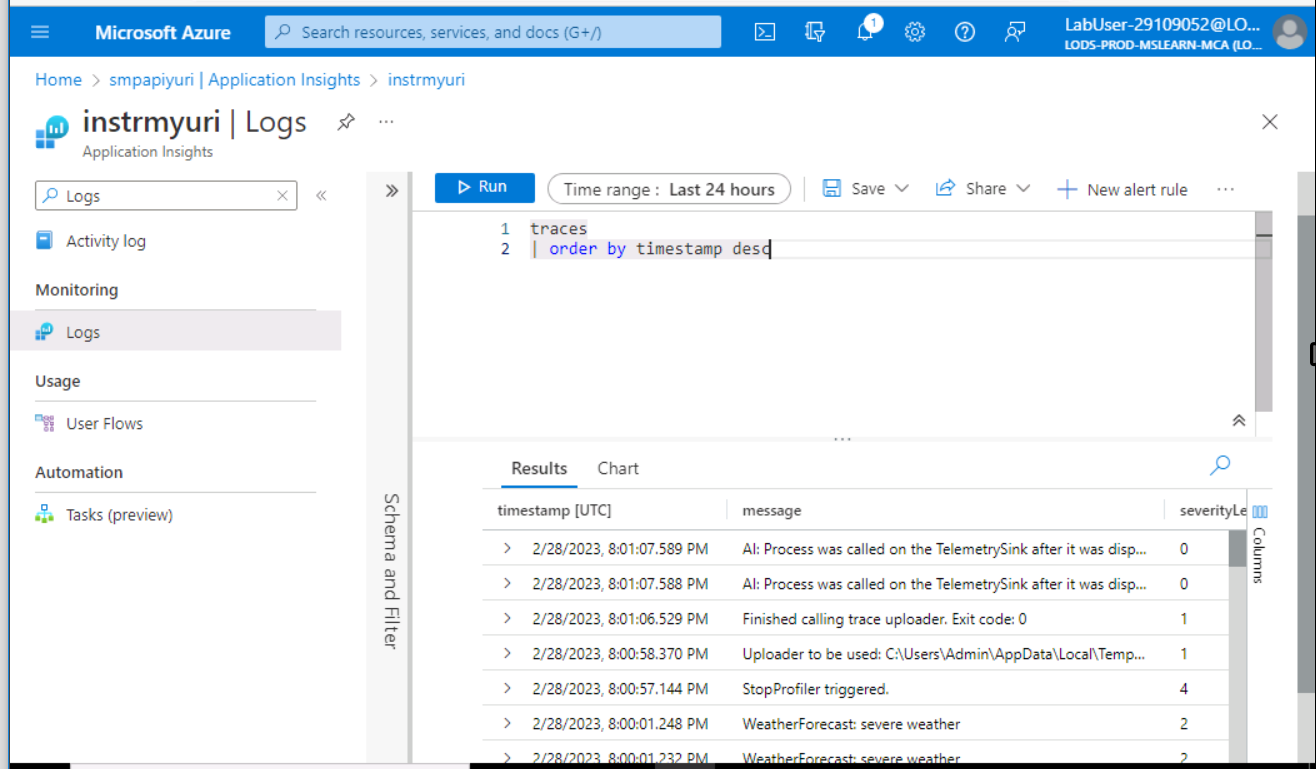 Microsoft Azure
Search resources, services, and docs (G+/)
1
LabUser-29109052@LO...
LODS-PROD-MSLEARN-MCA (LO...
Home > smpapiyuri | Application Insights > instrmyuri
instrmyuri | Logs ...
Application Insights
Logs
Activity log
Monitoring
Logs
Usage
User Flows
Automation
Tasks (preview)
Schema and Filter
Run
Time range : Last 24 hours
Save
Share
New alert rule
...
1 traces
2 | order by timestamp desc
Results Chart
timestamp [UTC] message severityLe
2/28/2023, 8:01:07.589 PM AI: Process was called on the TelemetrySink after it was disp... 0
2/28/2023, 8:01:07.588 PM AI: Process was called on the TelemetrySink after it was disp... 0
2/28/2023, 8:01:06.529 PM Finished calling trace uploader. Exit code: 0 1
2/28/2023, 8:00:58.370 PM Uploader to be used: C:\Users\Admin\AppData\Local\Temp... 1
2/28/2023, 8:00:57.144 PM StopProfiler triggered. 4
2/28/2023, 8:00:01.248 PM WeatherForecast: severe weather 2
2/28/2023, 8:00:01.232 PM WeatherForecast: severe weather 2
Columns